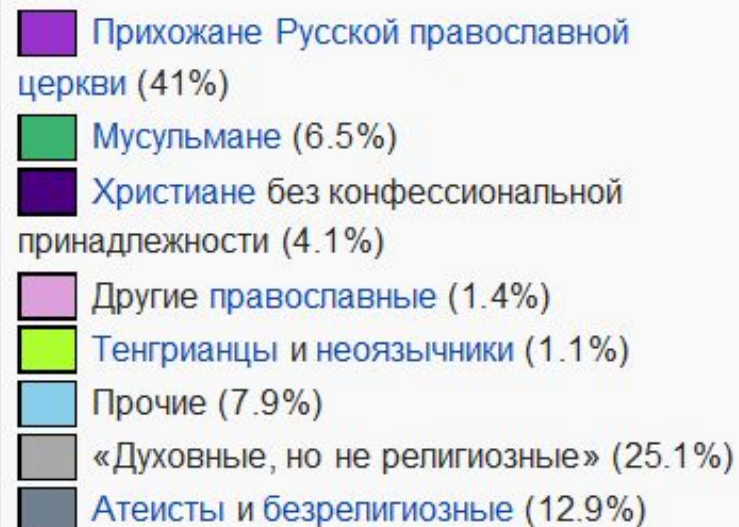 Прихожане Русской православной
церкви (41%)
Мусульмане (6.5%)
Христиане без конфессиональной
принадлежности (4.1%)
Другие православные (1.4%)
Тенгрианцы и неоязычники (1.1%)
Прочие (7.9%)
«Духовные, но не религиозные» (25.1%)
Атеисты и безрелигиозные (12.9%)